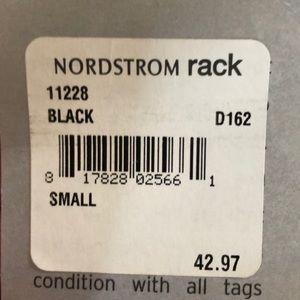 NORDSTROM rack
11228
BLACK D162
8 17828 02566 1
SMALL
42.97
condition with all tags